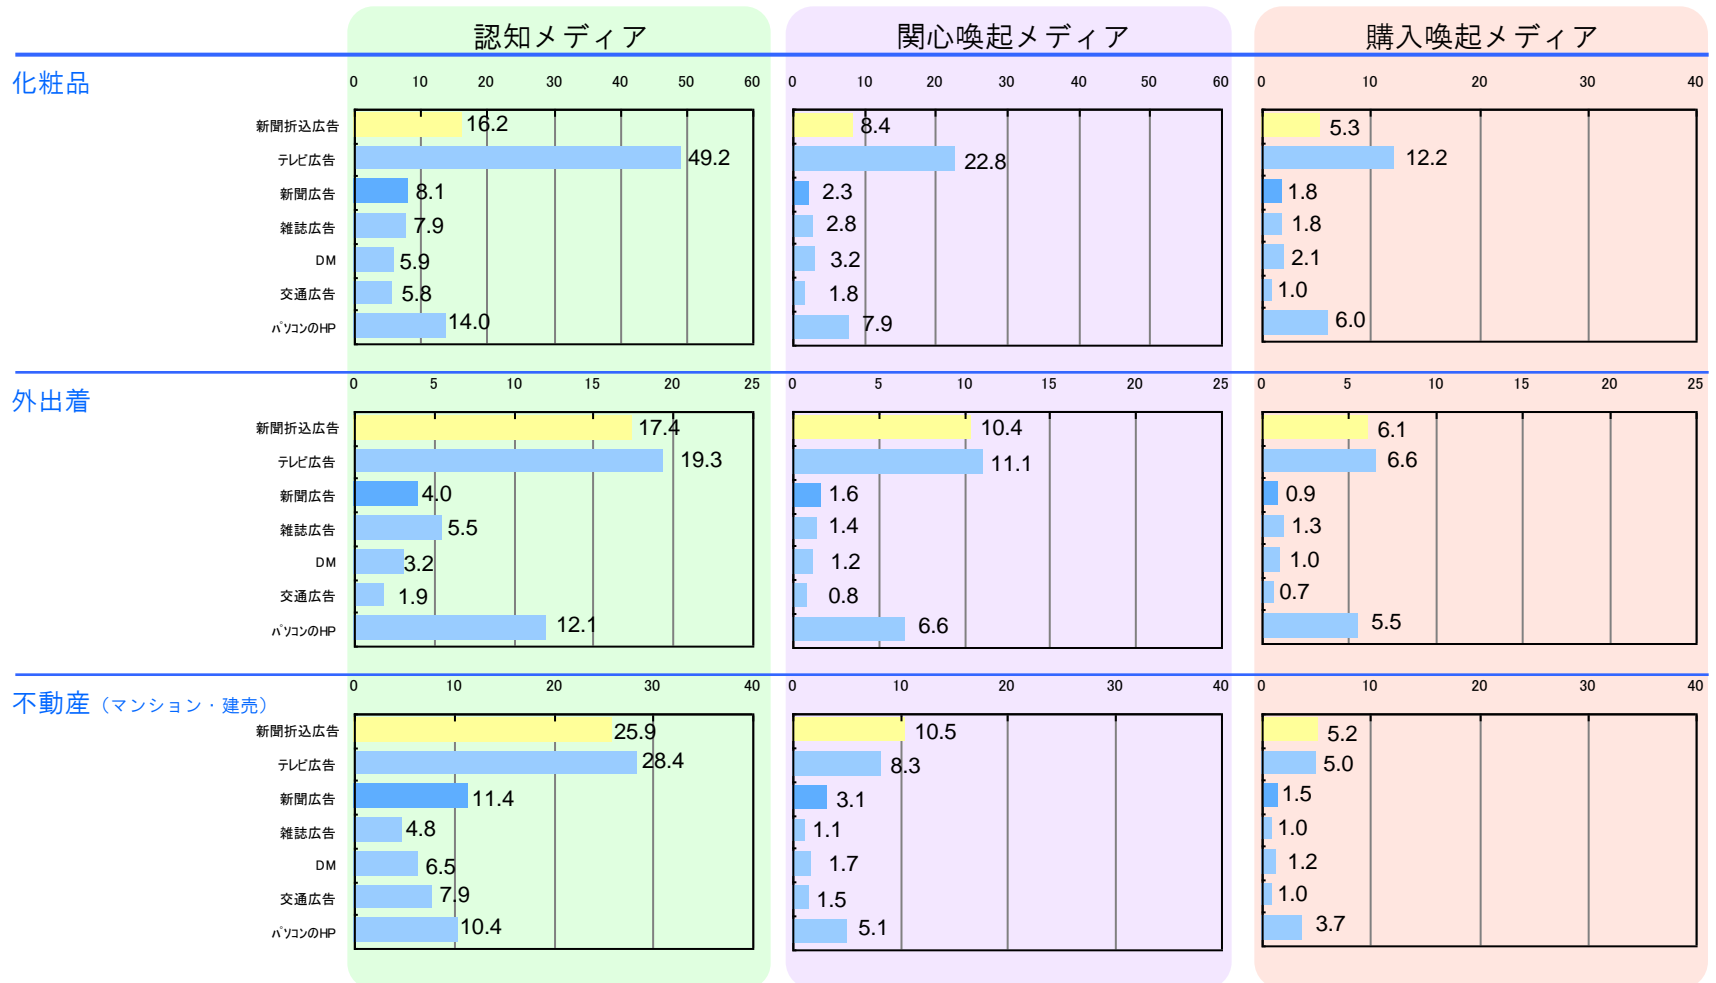 認知メディア 関心喚起メディア 購入喚起メディア
化粧品
0 10 20 30 40 50 60 0 10 20 30 40 50 60 0 10 20 30 40
新聞折込広告 16.2 8.4 5.3
テレビ広告 49.2 22.8 12.2
新聞広告 8.1 2.3 1.8
雑誌広告 7.9 2.8 1.8
DM 5.9 3.2 2.1
交通広告 5.8 1.8 1.0
パソコンのHP 14.0 7.9 6.0
外出着
0 5 10 15 20 25 0 5 10 15 20 25 0 5 10 15 20 25
新聞折込広告 17.4 10.4 6.1
テレビ広告 19.3 11.1 6.6
新聞広告 4.0 1.6 0.9
雑誌広告 5.5 1.4 1.3
DM 3.2 1.2 1.0
交通広告 1.9 0.8 0.7
パソコンのHP 12.1 6.6 5.5
不動産（マンション・建売）
0 10 20 30 40 0 10 20 30 40 0 10 20 30 40
新聞折込広告 25.9 10.5 5.2
テレビ広告 28.4 8.3 5.0
新聞広告 11.4 3.1 1.5
雑誌広告 4.8 1.1 1.0
DM 6.5 1.7 1.2
交通広告 7.9 1.5 1.0
パソコンのHP 10.4 5.1 3.7